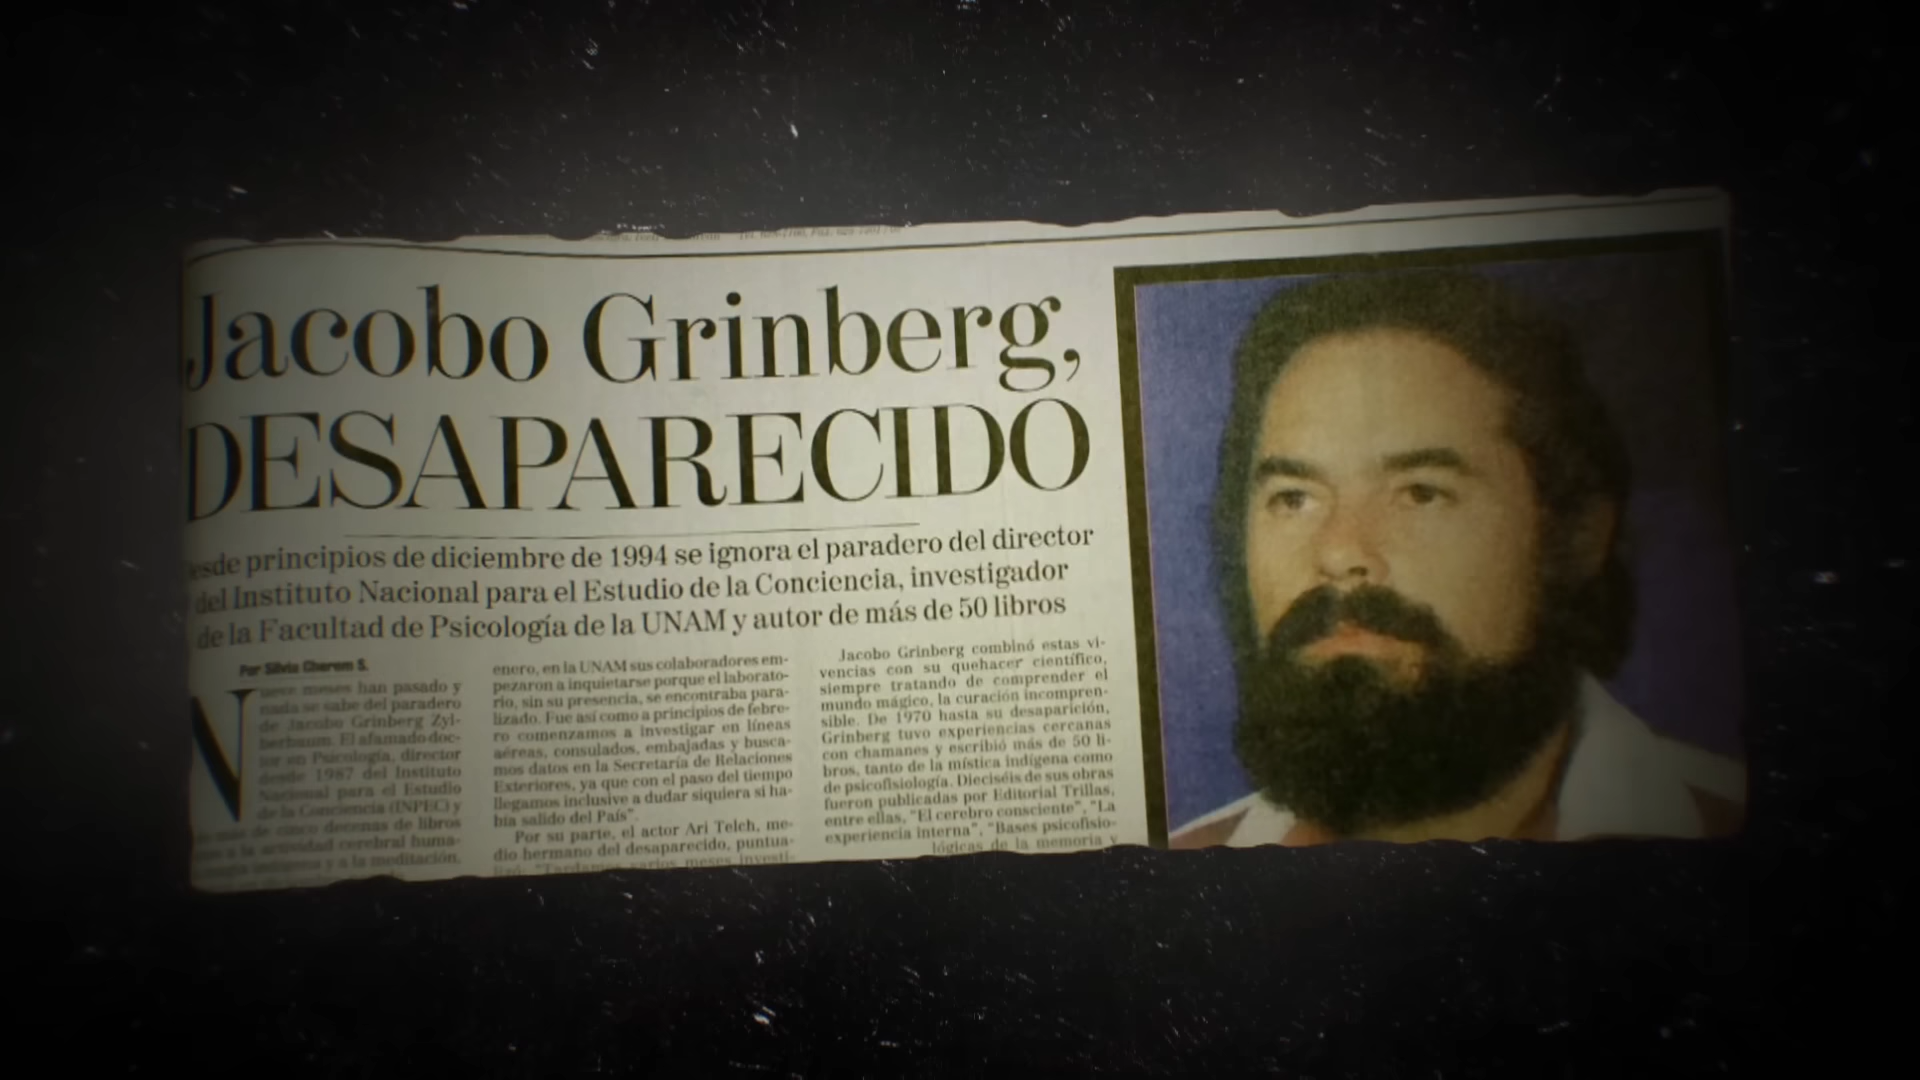 Jacobo Grinberg,
DESAPARECIDO
esde principios de diciembre de 1994 se ignora el paradero del director
del Instituto Nacional para el Estudio de la Conciencia, investigador
de la Facultad de Psicología de la UNAM y autor de más de 50 libros
Por Silvia Cherem S.
Nueve meses han pasado y
nada se sabe del paradero
de Jacobo Grinberg Zyl-
berbaum. El afamado doc-
tor en Psicología, director
desde 1987 del Instituto
Nacional para el Estudio
de la Conciencia (INPEC) y
de cinco decenas de libros
a la actividad cerebral huma-
y a la meditación,
enero, en la UNAM sus colaboradores em-
pezaron a inquietarse porque el laborato-
rio, sin su presencia, se encontraba para-
lizado. Fue así como a principios de febre-
ro comenzamos a investigar en líneas
aéreas, consulados, embajadas y busca-
mos datos en la Secretaría de Relaciones
Exteriores, ya que con el paso del tiempo
llegamos inclusive a dudar siquiera si ha-
bía salido del País".
Por su parte, el actor Ari Telch, me-
dio hermano del desaparecido, puntua-
varios meses investi-
Jacobo Grinberg combinó estas vi-
vencias con su quehacer científico,
siempre tratando de comprender el
mundo mágico, la curación incompren-
sible. De 1970 hasta su desaparición,
Grinberg tuvo experiencias cercanas
con chamanes y escribió más de 50 li-
bros, tanto de la mística indígena como
de psicofisiología. Dieciséis de sus obras
fueron publicadas por Editorial Trillas,
entre ellas, "El cerebro consciente", "La
experiencia interna", "Bases psicofisio-
lógicas de la memoria y